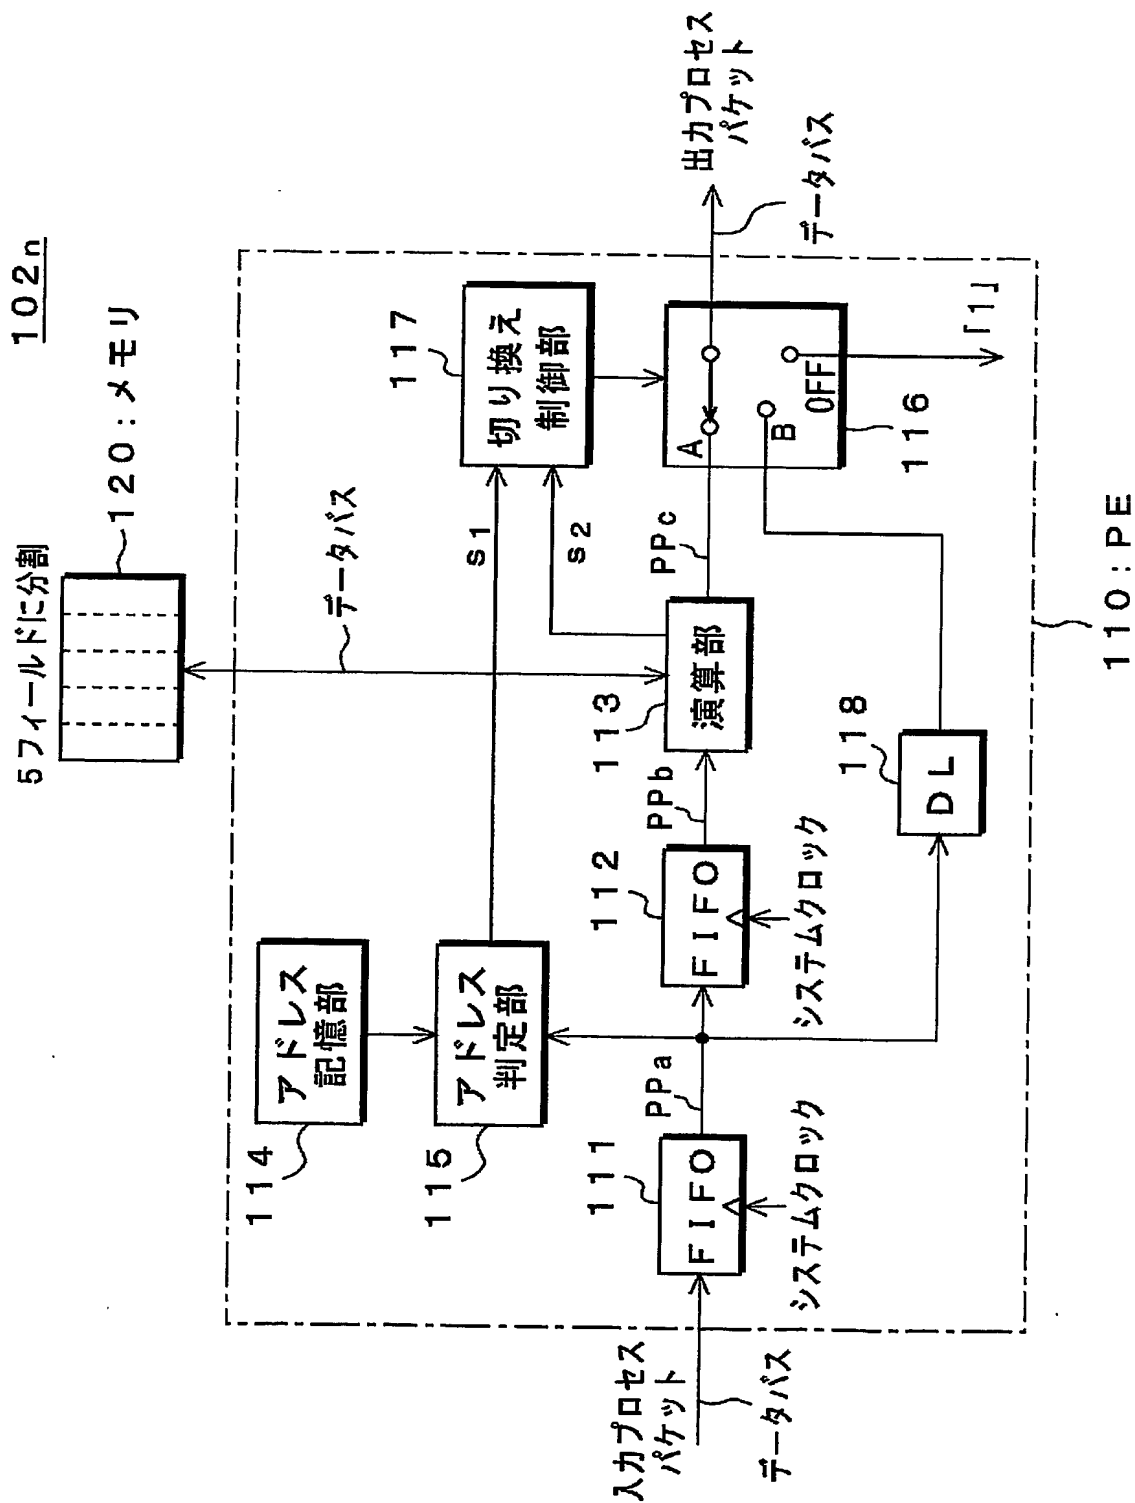 102n
5フィールドに分割
120:メモリ
データバス
114
アドレス
記憶部
115
アドレス
判定部
s1
s2
117
切り換え
制御部
入力プロセス
パケット
データバス
111
FIFO
システムクロック
PPa
112
FIFO
システムクロック
PPb
113
演算部
PPc
A
B
OFF
116
「1」
118
DL
出力プロセス
パケット
データバス
110:PE